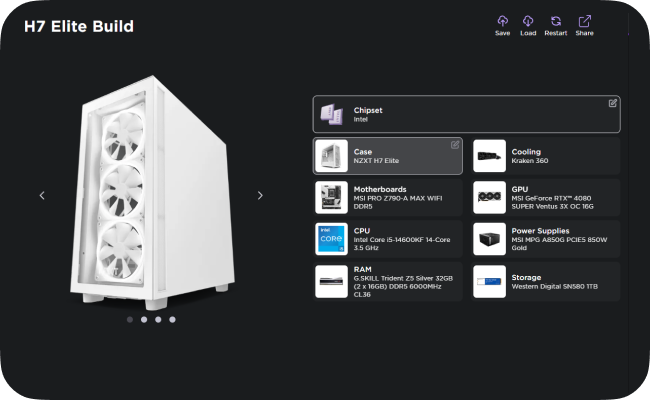 H7 Elite Build
Save Load Restart Share
Chipset
Intel
Case
NZXT H7 Elite
Cooling
Kraken 360
Motherboards
MSI PRO Z790-A MAX WIFI
DDR5
GPU
MSI GeForce RTX™ 4080
SUPER Ventus 3X OC 16G
intel
CORE
i5
CPU
Intel Core i5-14600KF 14-Core
3.5 GHz
Power Supplies
MSI MPG A850G PCIE5 850W
Gold
RAM
G.SKILL Trident Z5 Silver 32GB
(2 x 16GB) DDR5 6000MHz
CL36
Storage
Western Digital SN580 1TB